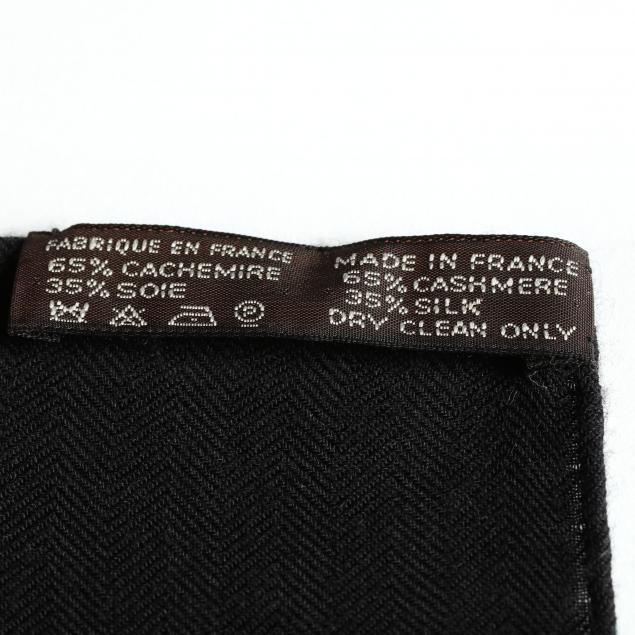 FABRIQUE EN FRANCE
65% CACHEMIRE
35% SOIE
P
MADE IN FRANCE
65% CASHMERE
35% SILK
DRY CLEAN ONLY